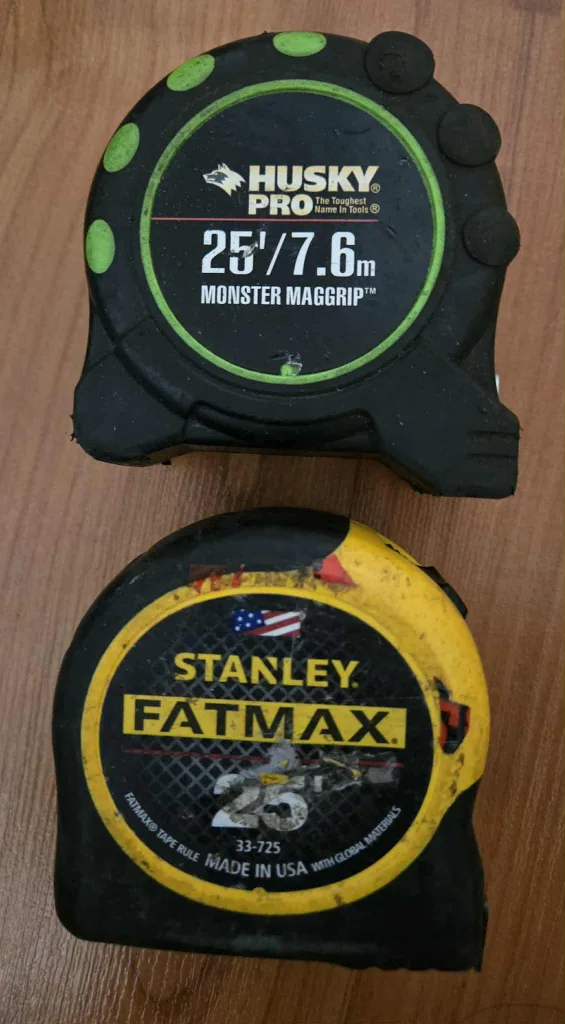 HUSKY®
PRO The Toughest
Name In Tools®
25'/7.6m
MONSTER MAGGRIP™
STANLEY®
FATMAX®
25'
33-725
FATMAX® TAPE RULE MADE IN USA WITH GLOBAL MATERIALS